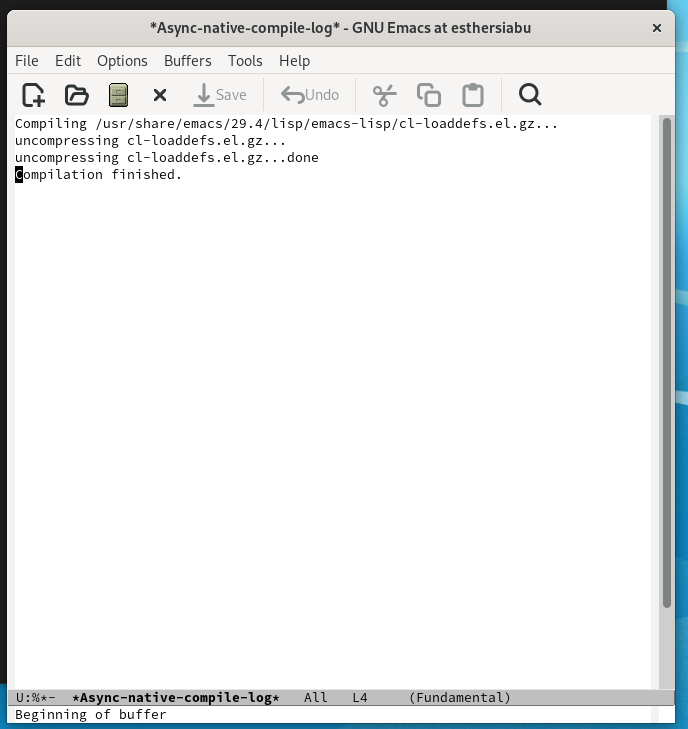 *Async-native-compile-log* - GNU Emacs at esthersiabu
File Edit Options Buffers Tools Help
Save Undo
Compiling /usr/share/emacs/29.4/lisp/emacs-lisp/cl-loaddefs.el.gz...
uncompressing cl-loaddefs.el.gz...
uncompressing cl-loaddefs.el.gz...done
Compilation finished.
U:%*-  *Async-native-compile-log*   All   L4     (Fundamental)
Beginning of buffer